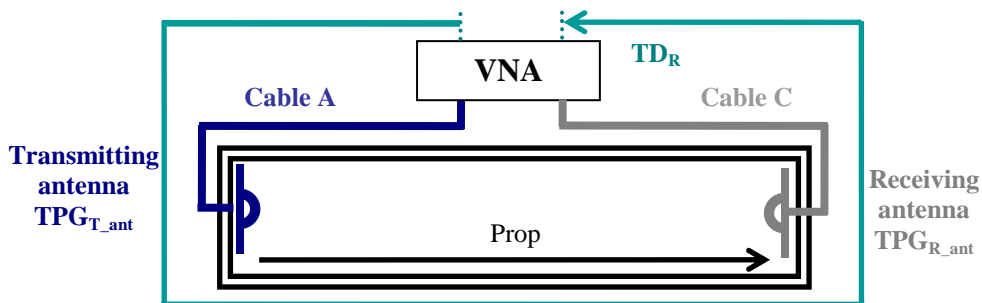 VNA
TD_R
Cable A
Cable C
Transmitting
antenna
TPG_T_ant
Receiving
antenna
TPG_R_ant
Prop